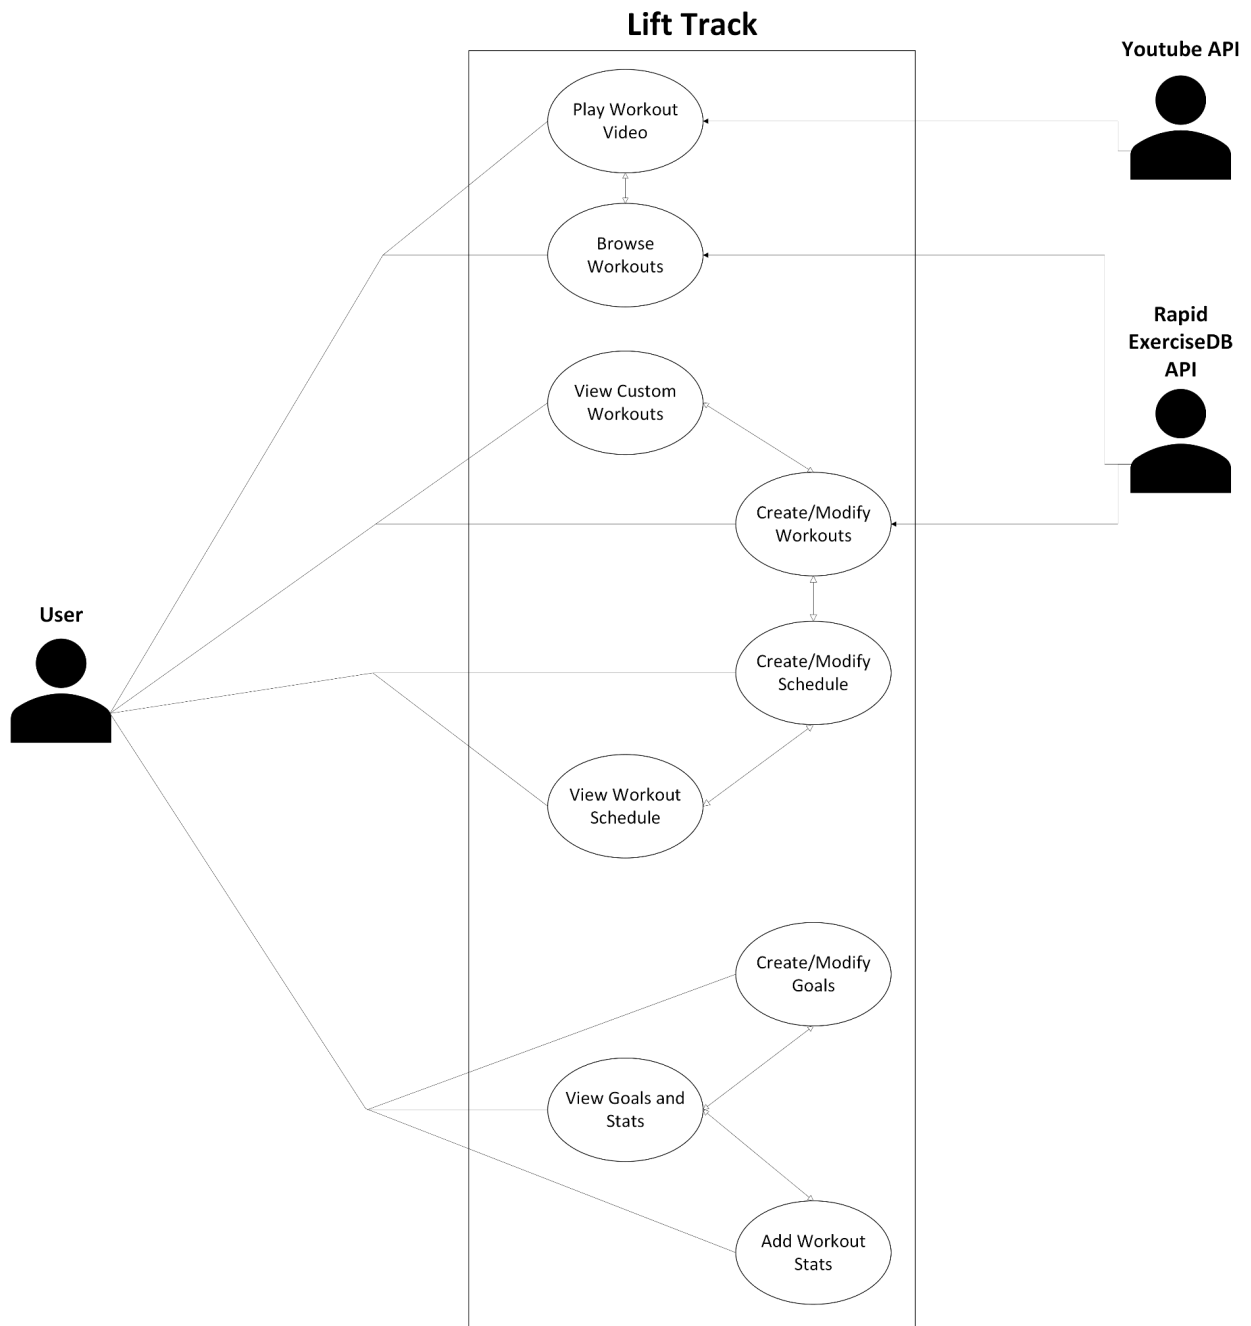 Lift Track
Youtube API
Play Workout
Video
Browse
Workouts
Rapid
ExerciseDB
API
View Custom
Workouts
Create/Modify
Workouts
User
Create/Modify
Schedule
View Workout
Schedule
Create/Modify
Goals
View Goals and
Stats
Add Workout
Stats